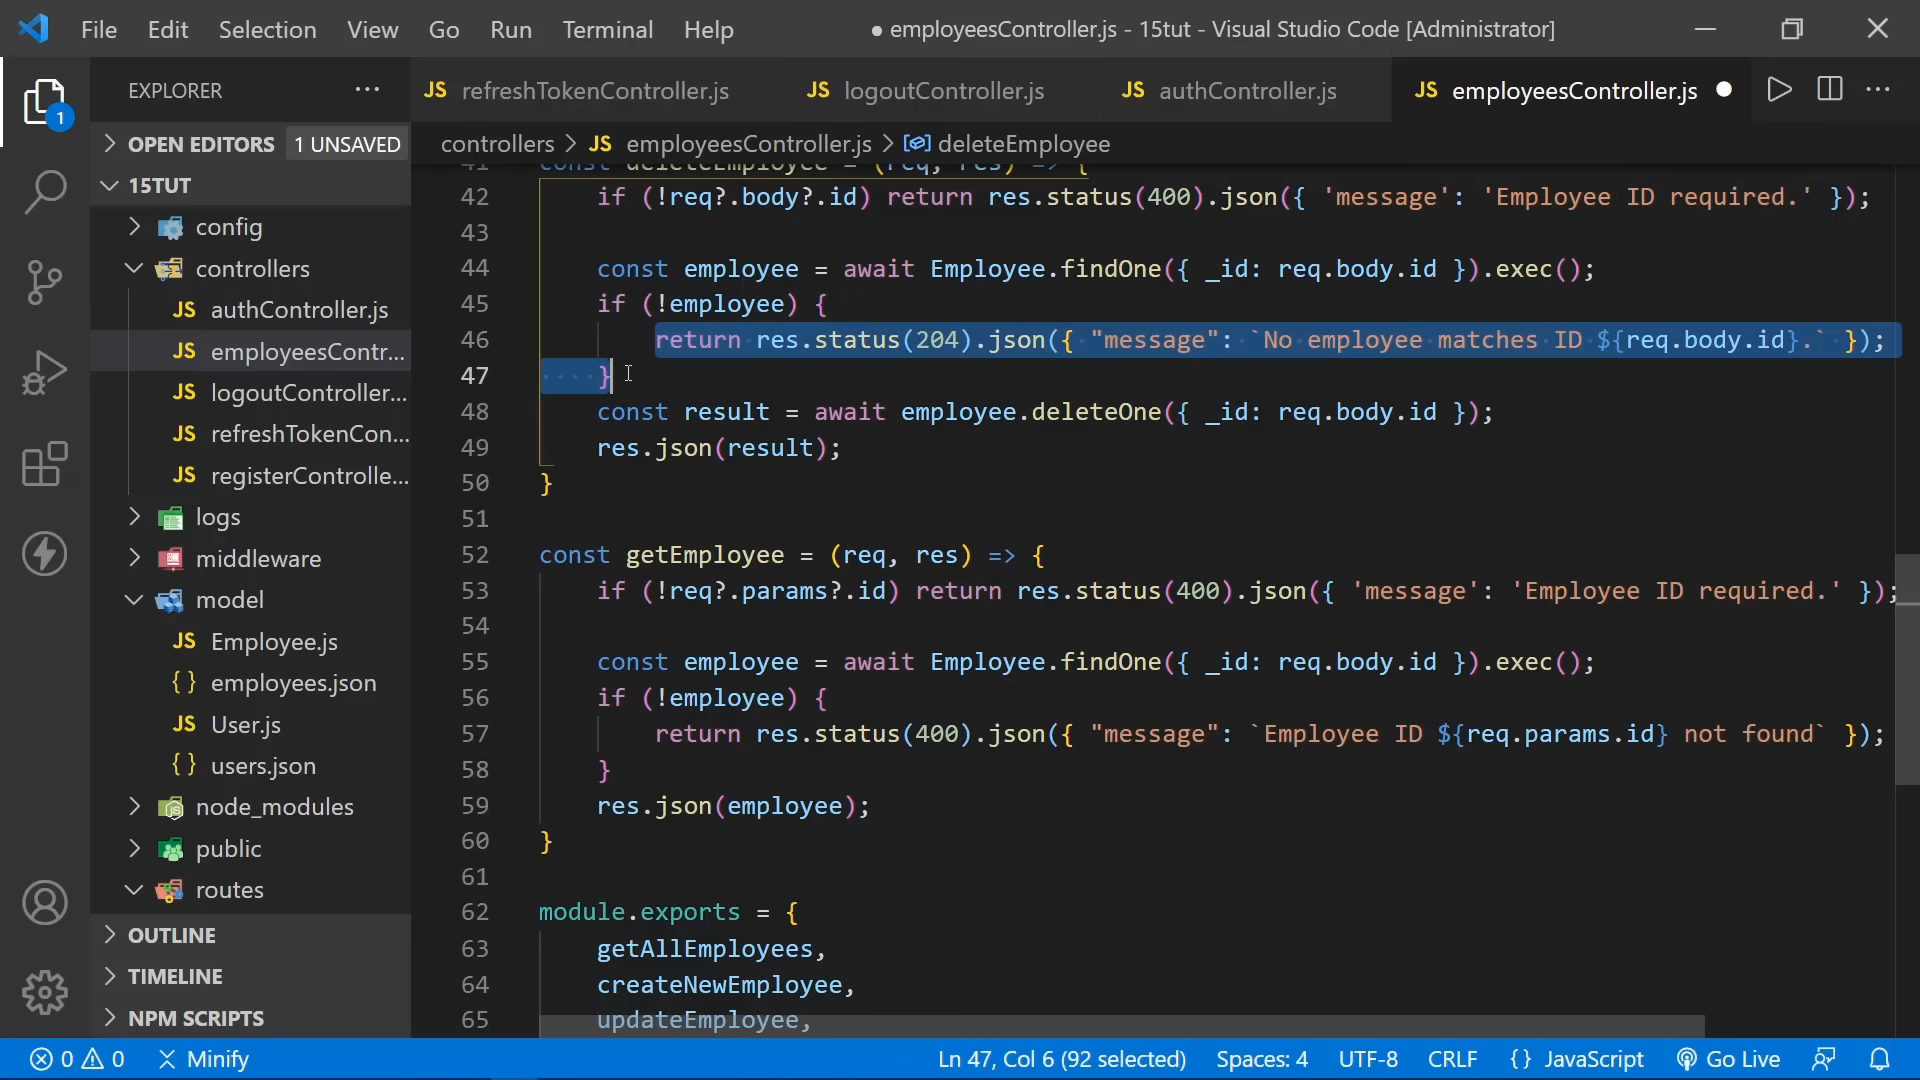 File Edit Selection View Go Run Terminal Help
● employeesController.js - 15tut - Visual Studio Code [Administrator]
EXPLORER ...
JS refreshTokenController.js
JS logoutController.js
JS authController.js
JS employeesController.js ●
controllers > JS employeesController.js > deleteEmployee
1
OPEN EDITORS 1 UNSAVED
15TUT
config
controllers
JS authController.js
JS employeesContr...
JS logoutController...
JS refreshTokenCon...
JS registerControlle...
logs
middleware
model
JS Employee.js
{} employees.json
JS User.js
{} users.json
node_modules
public
routes
OUTLINE
TIMELINE
NPM SCRIPTS
41 const deleteEmployee = (req, res) => {
42 if (!req?.body?.id) return res.status(400).json({ 'message': 'Employee ID required.' });
43
44 const employee = await Employee.findOne({ _id: req.body.id }).exec();
45 if (!employee) {
46 return res.status(204).json({ "message": `No employee matches ID ${req.body.id}.` });
47 }
48 const result = await employee.deleteOne({ _id: req.body.id });
49 res.json(result);
50 }
51
52 const getEmployee = (req, res) => {
53 if (!req?.params?.id) return res.status(400).json({ 'message': 'Employee ID required.' });
54
55 const employee = await Employee.findOne({ _id: req.body.id }).exec();
56 if (!employee) {
57 return res.status(400).json({ "message": `Employee ID ${req.params.id} not found` });
58 }
59 res.json(employee);
60 }
61
62 module.exports = {
63 getAllEmployees,
64 createNewEmployee,
65 updateEmployee,
0 0 Minify
Ln 47, Col 6 (92 selected) Spaces: 4 UTF-8 CRLF {} JavaScript Go Live